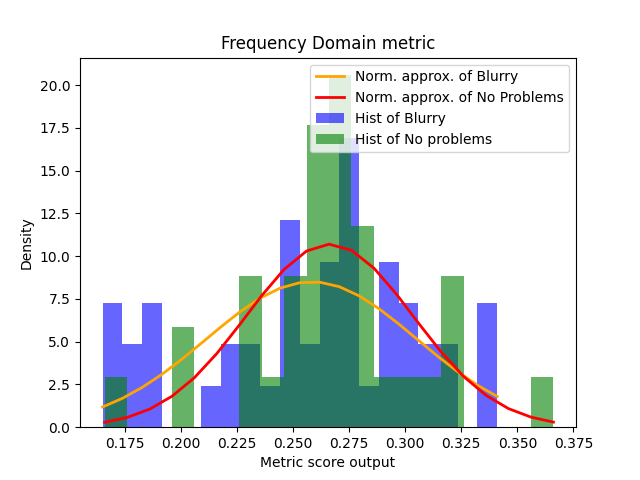 Frequency Domain metric
Norm. approx. of Blurry
Norm. approx. of No Problems
Hist of Blurry
Hist of No problems
Density
20.0
17.5
15.0
12.5
10.0
7.5
5.0
2.5
0.0
0.175 0.200 0.225 0.250 0.275 0.300 0.325 0.350 0.375
Metric score output